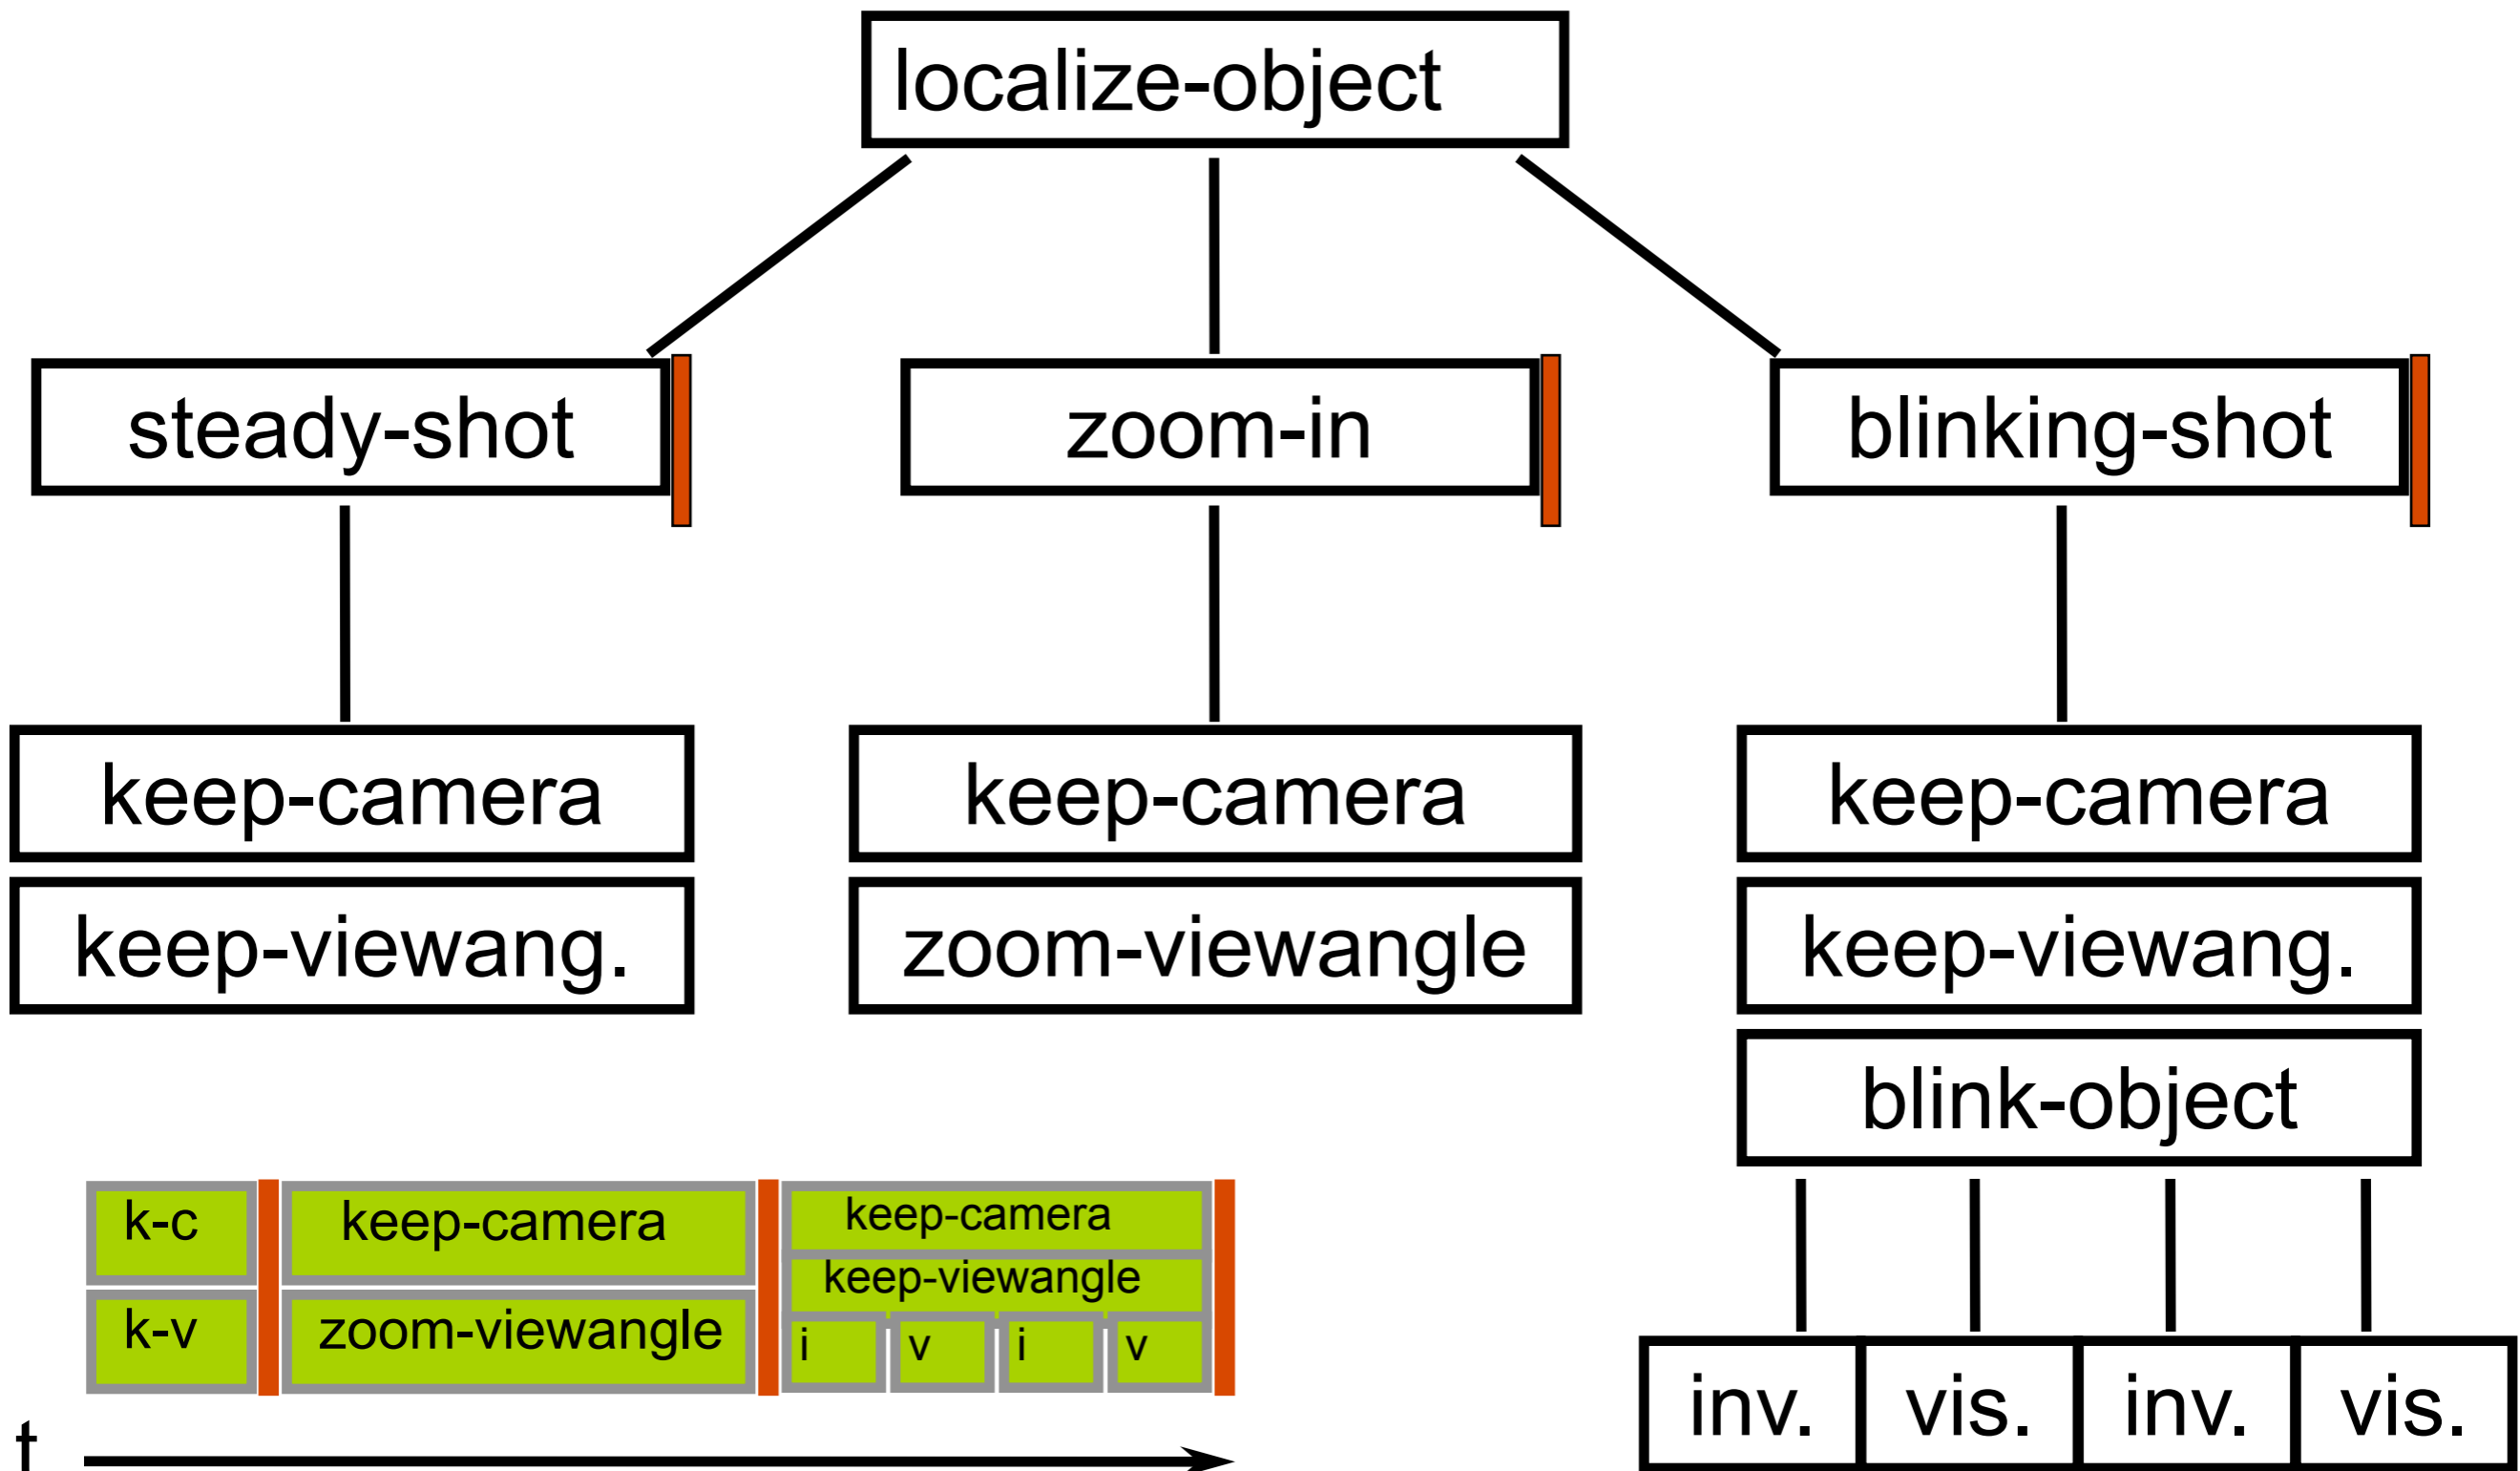 localize-object
steady-shot
zoom-in
blinking-shot
keep-camera
keep-camera
keep-camera
keep-viewang.
zoom-viewangle
keep-viewang.
blink-object
k-c
keep-camera
keep-camera
keep-viewangle
k-v
zoom-viewangle
i
v
i
v
inv.
vis.
inv.
vis.
t